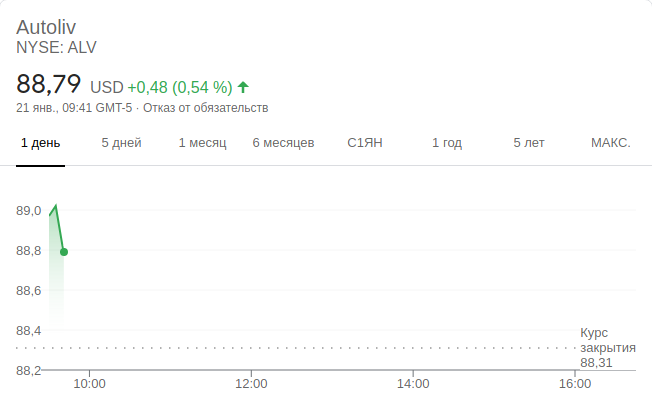 Autoliv
NYSE: ALV
88,79 USD +0,48 (0,54 %)
21 янв., 09:41 GMT-5 · Отказ от обязательств
1 день 5 дней 1 месяц 6 месяцев С1ЯН 1 год 5 лет МАКС.
89,0
88,8
88,6
88,4
88,2
Курс
закрытия
88,31
10:00 12:00 14:00 16:00